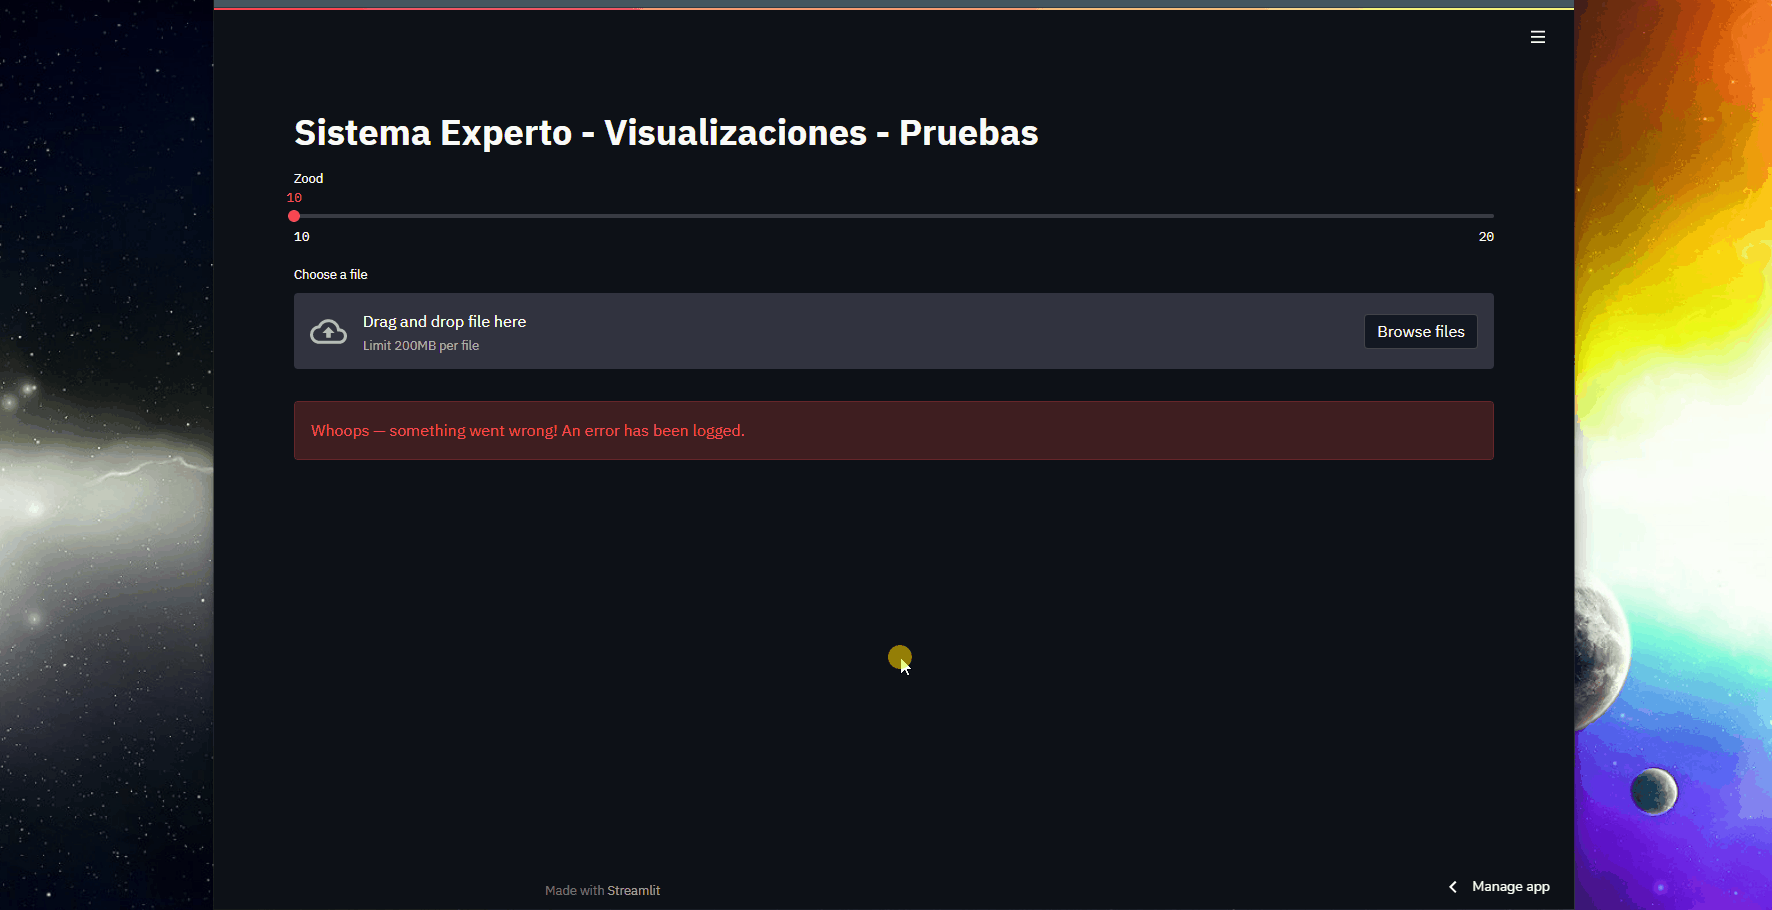 Sistema Experto - Visualizaciones - Pruebas
Zood
10
10 20
Choose a file
Drag and drop file here
Limit 200MB per file
Browse files
Whoops — something went wrong! An error has been logged.
Made with Streamlit
Manage app